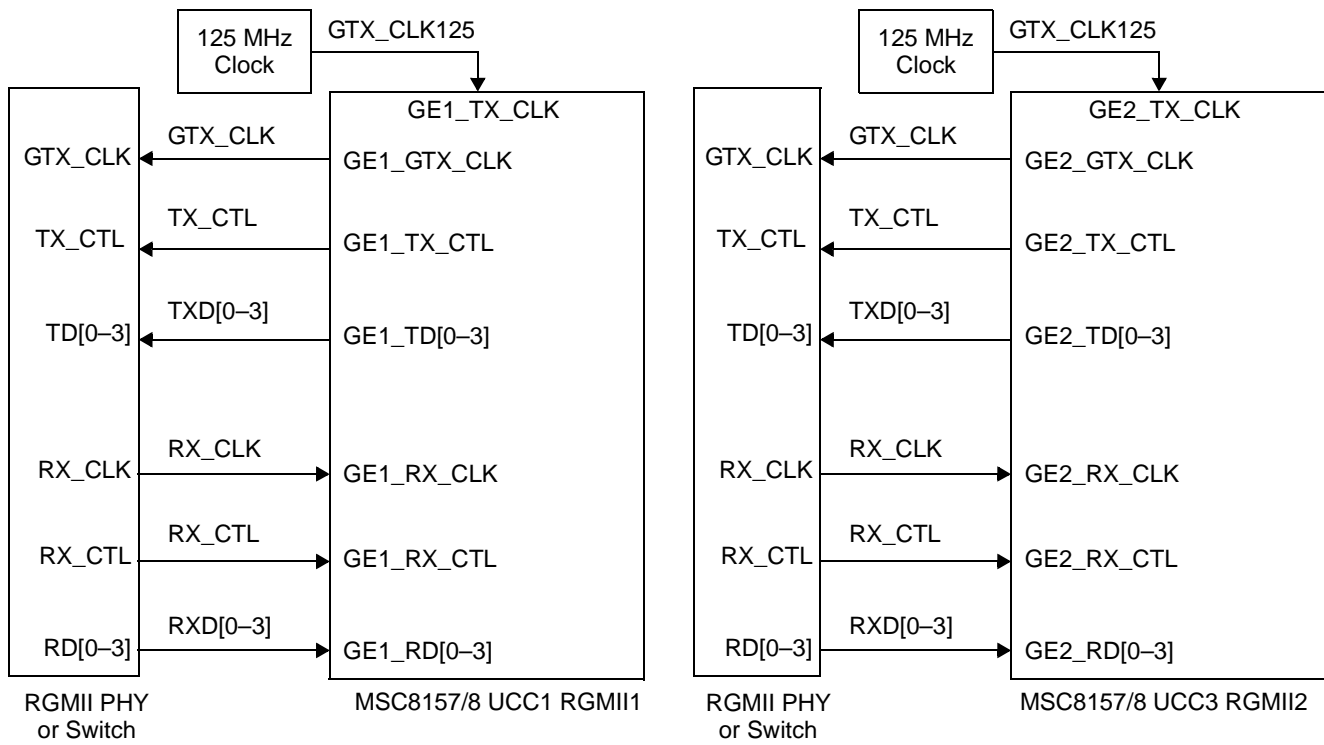 125 MHz
Clock
GTX_CLK125
GE1_TX_CLK
GTX_CLK
GTX_CLK
GE1_GTX_CLK
TX_CTL
TX_CTL
GE1_TX_CTL
TD[0–3]
TXD[0–3]
GE1_TD[0–3]
RX_CLK
RX_CLK
GE1_RX_CLK
RX_CTL
RX_CTL
GE1_RX_CTL
RD[0–3]
RXD[0–3]
GE1_RD[0–3]
RGMII PHY
or Switch
MSC8157/8 UCC1 RGMII1
125 MHz
Clock
GTX_CLK125
GE2_TX_CLK
GTX_CLK
GTX_CLK
GE2_GTX_CLK
TX_CTL
TX_CTL
GE2_TX_CTL
TD[0–3]
TXD[0–3]
GE2_TD[0–3]
RX_CLK
RX_CLK
GE2_RX_CLK
RX_CTL
RX_CTL
GE2_RX_CTL
RD[0–3]
RXD[0–3]
GE2_RD[0–3]
RGMII PHY
or Switch
MSC8157/8 UCC3 RGMII2